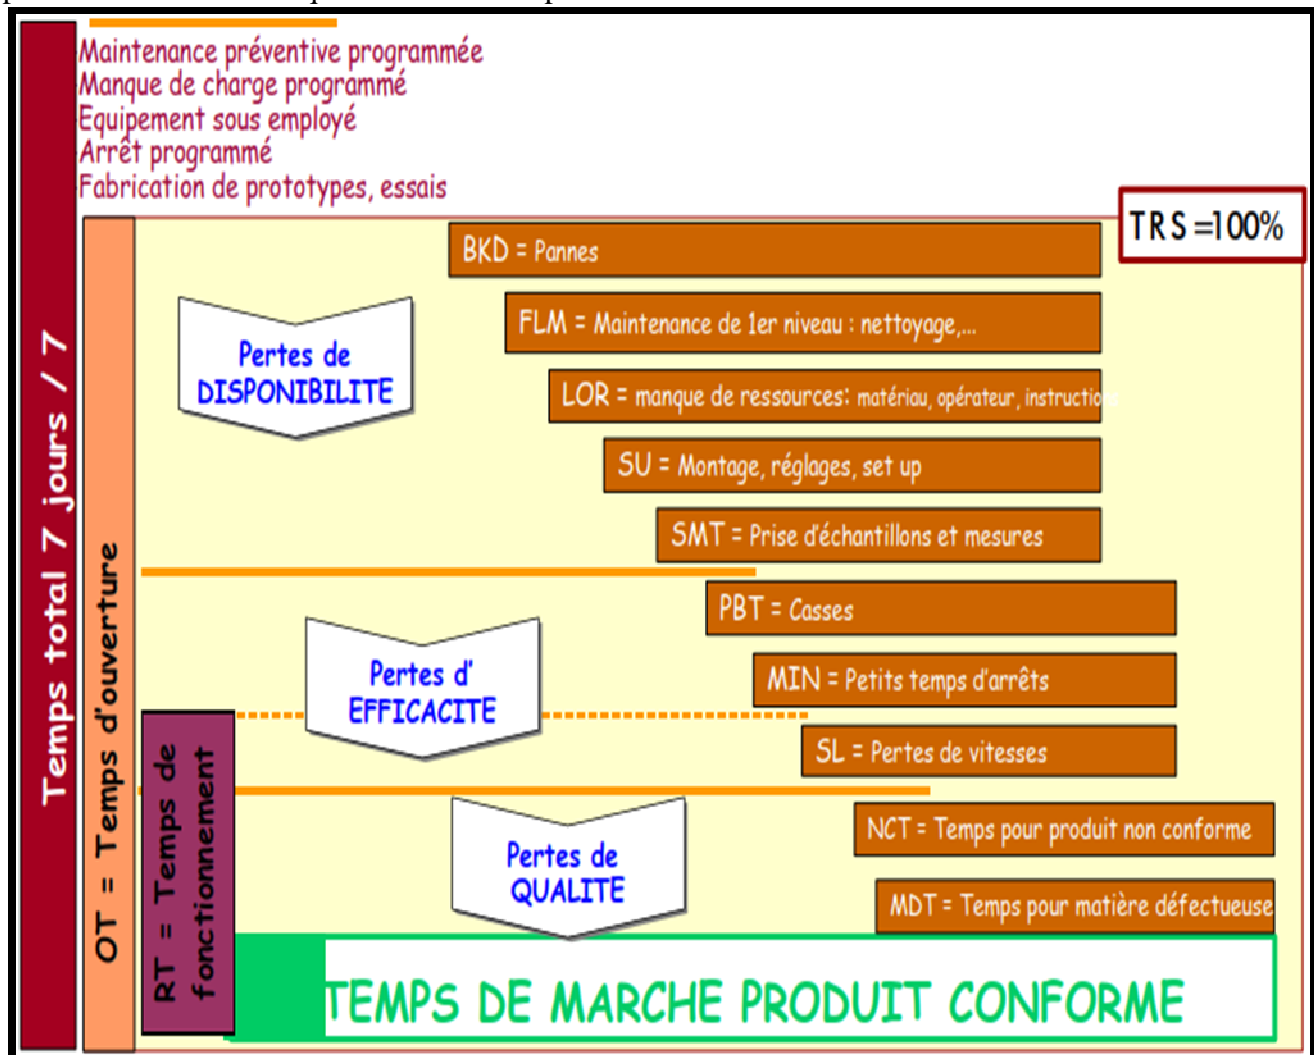 Maintenance préventive programmée
Manque de charge programmé
Equipement sous employé
Arrêt programmé
Fabrication de prototypes, essais
TRS =100%
BKD = Pannes
FLM = Maintenance de 1er niveau : nettoyage,...
Pertes de
DISPONIBILITE
LOR = manque de ressources: matériau, opérateur, instructions
SU = Montage, réglages, set up
SMT = Prise d'échantillons et mesures
PBT = Casses
Pertes d'
EFFICACITE
MIN = Petits temps d'arrêts
SL = Pertes de vitesses
NCT = Temps pour produit non conforme
Pertes de
QUALITE
MDT = Temps pour matière défectueuse
TEMPS DE MARCHE PRODUIT CONFORME
Temps total 7 jours / 7
OT = Temps d'ouverture
RT = Temps de
fonctionnement